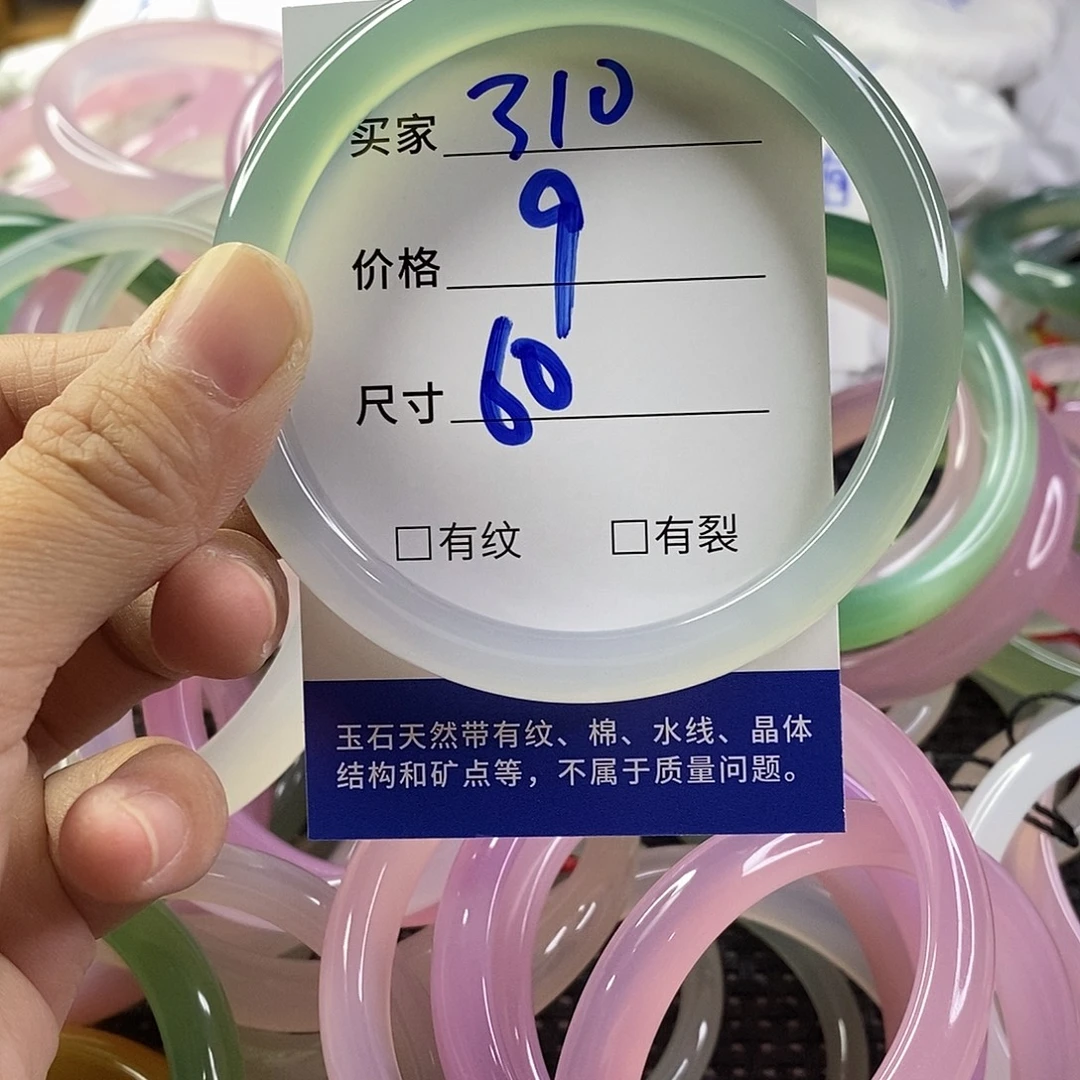 买家 310
价格 9
尺寸 60
□有纹 □有裂
玉石天然带有纹、棉、水线、晶体
结构和矿点等，不属于质量问题。